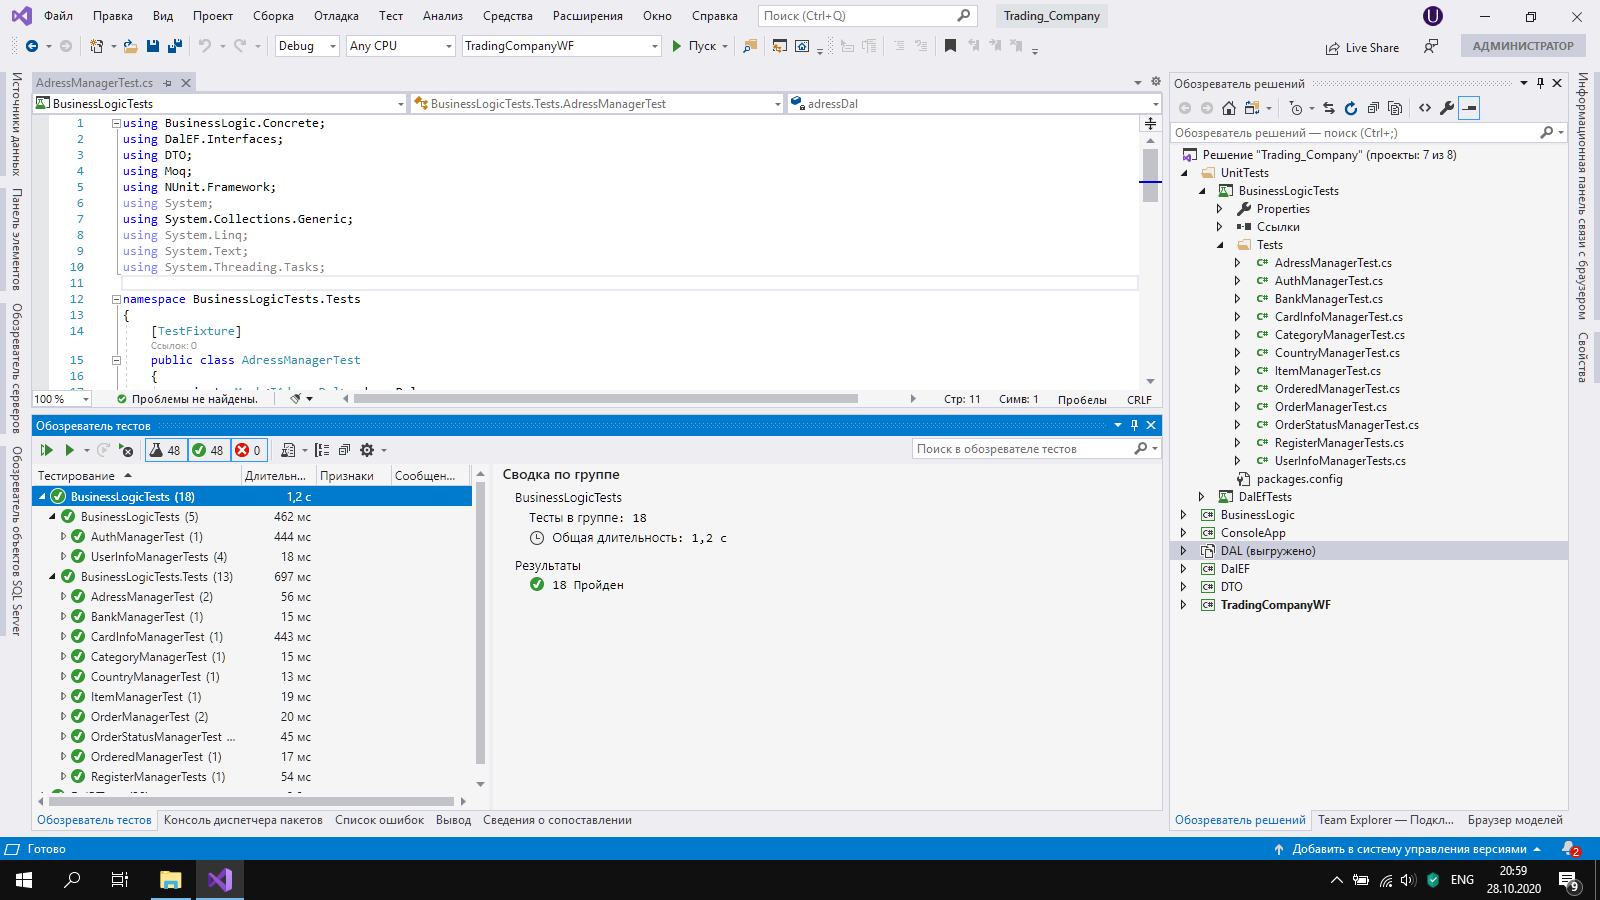 Файл Правка Вид Проект Сборка Отладка Тест Анализ Средства Расширения Окно Справка Поиск (Ctrl+Q) Trading_Company U
Debug Any CPU TradingCompanyWF Пуск Live Share АДМИНИСТРАТОР
Источники данных
Панель элементов
Обозреватель серверов
Обозреватель объектов SQL Server
AdressManagerTest.cs
BusinessLogicTests BusinessLogicTests.Tests.AdressManagerTest adressDal
1 using BusinessLogic.Concrete;
2 using DalEF.Interfaces;
3 using DTO;
4 using Moq;
5 using NUnit.Framework;
6 using System;
7 using System.Collections.Generic;
8 using System.Linq;
9 using System.Text;
10 using System.Threading.Tasks;
11
12 namespace BusinessLogicTests.Tests
13 {
14 [TestFixture]
Ссылок: 0
15 public class AdressManagerTest
16 {
100 % Проблемы не найдены. Стр: 11 Симв: 1 Пробелы CRLF
Обозреватель тестов
48 48 0 Поиск в обозревателе тестов
Тестирование Длительн... Признаки Сообщен...
BusinessLogicTests (18) 1,2 с
BusinessLogicTests (5) 462 мс
AuthManagerTest (1) 444 мс
UserInfoManagerTests (4) 18 мс
BusinessLogicTests.Tests (13) 697 мс
AdressManagerTest (2) 56 мс
BankManagerTest (1) 15 мс
CardInfoManagerTest (1) 443 мс
CategoryManagerTest (1) 15 мс
CountryManagerTest (1) 13 мс
ItemManagerTest (1) 19 мс
OrderManagerTest (2) 20 мс
OrderStatusManagerTest ... 45 мс
OrderedManagerTest (1) 17 мс
RegisterManagerTests (1) 54 мс
Сводка по группе
BusinessLogicTests
Тесты в группе: 18
Общая длительность: 1,2 с
Результаты
18 Пройден
Обозреватель тестов Консоль диспетчера пакетов Список ошибок Вывод Сведения о сопоставлении
Обозреватель решений
Обозреватель решений — поиск (Ctrl+;)
Решение "Trading_Company" (проекты: 7 из 8)
UnitTests
BusinessLogicTests
Properties
Ссылки
Tests
AdressManagerTest.cs
AuthManagerTest.cs
BankManagerTest.cs
CardInfoManagerTest.cs
CategoryManagerTest.cs
CountryManagerTest.cs
ItemManagerTest.cs
OrderedManagerTest.cs
OrderManagerTest.cs
OrderStatusManagerTest.cs
RegisterManagerTests.cs
UserInfoManagerTests.cs
packages.config
DalEfTests
BusinessLogic
ConsoleApp
DAL (выгружено)
DalEF
DTO
TradingCompanyWF
Обозреватель решений Team Explorer — Подкл... Браузер моделей
Информационная панель связи с браузером
Свойства
Готово Добавить в систему управления версиями 2
ENG 20:59 28.10.2020 9